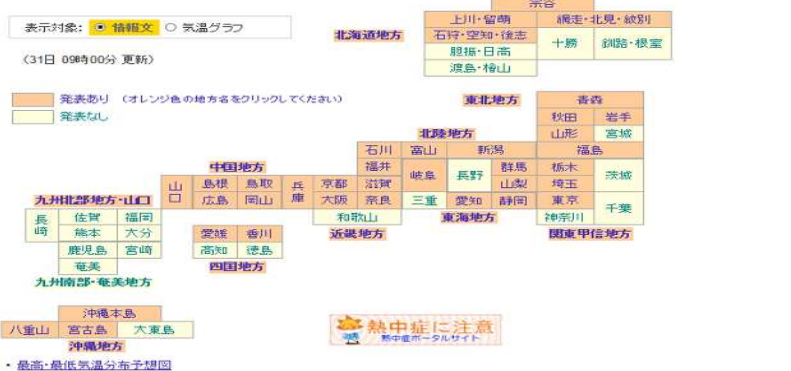 宗谷
上川・留萌 網走・北見・紋別
表示対象: 情報文 気温グラフ
北海道地方 石狩・空知・後志 十勝 釧路・根室
胆振・日高
(31日 09時00分 更新)
渡島・檜山
発表あり (オレンジ色の地方名をクリックしてください)
発表なし
東北地方 青森
秋田 岩手
北陸地方 山形 宮城
石川 富山 新潟 福島
中国地方 福井 岐阜 長野 群馬 栃木 茨城
山口 島根 鳥取 兵庫 京都 滋賀 山梨 埼玉
九州北部地方・山口 広島 岡山 大阪 奈良 三重 愛知 静岡 東京 千葉
長崎 佐賀 福岡 和歌山 東海地方 神奈川
熊本 大分 愛媛 香川 近畿地方 関東甲信地方
鹿児島 宮崎 高知 徳島
奄美 四国地方
九州南部・奄美地方
沖縄本島
八重山 宮古島 大東島
沖縄地方
熱中症に注意
熱中症ポータルサイト
・最高・最低気温分布予想図